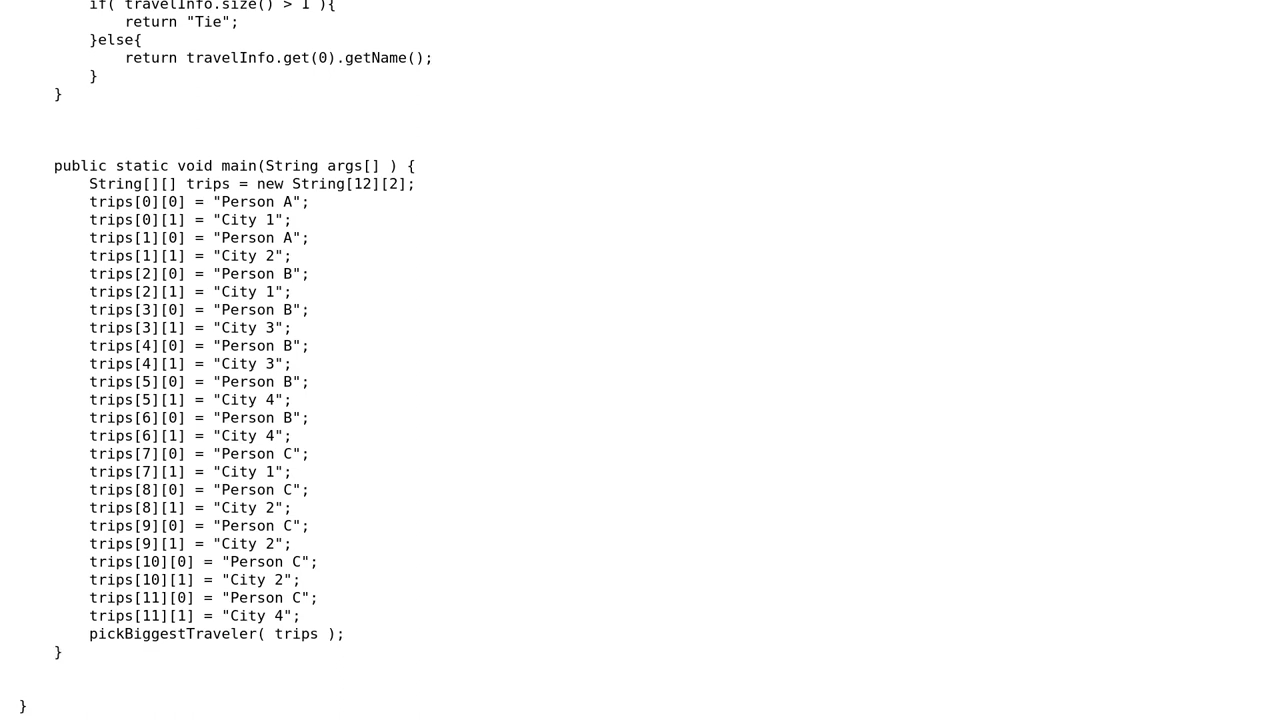 if( travelInfo.size() > 1 ){
return "Tie";
}else{
return travelInfo.get(0).getName();
}
}
public static void main(String args[] ) {
String[][] trips = new String[12][2];
trips[0][0] = "Person A";
trips[0][1] = "City 1";
trips[1][0] = "Person A";
trips[1][1] = "City 2";
trips[2][0] = "Person B";
trips[2][1] = "City 1";
trips[3][0] = "Person B";
trips[3][1] = "City 3";
trips[4][0] = "Person B";
trips[4][1] = "City 3";
trips[5][0] = "Person B";
trips[5][1] = "City 4";
trips[6][0] = "Person B";
trips[6][1] = "City 4";
trips[7][0] = "Person C";
trips[7][1] = "City 1";
trips[8][0] = "Person C";
trips[8][1] = "City 2";
trips[9][0] = "Person C";
trips[9][1] = "City 2";
trips[10][0] = "Person C";
trips[10][1] = "City 2";
trips[11][0] = "Person C";
trips[11][1] = "City 4";
pickBiggestTraveler( trips );
}
}